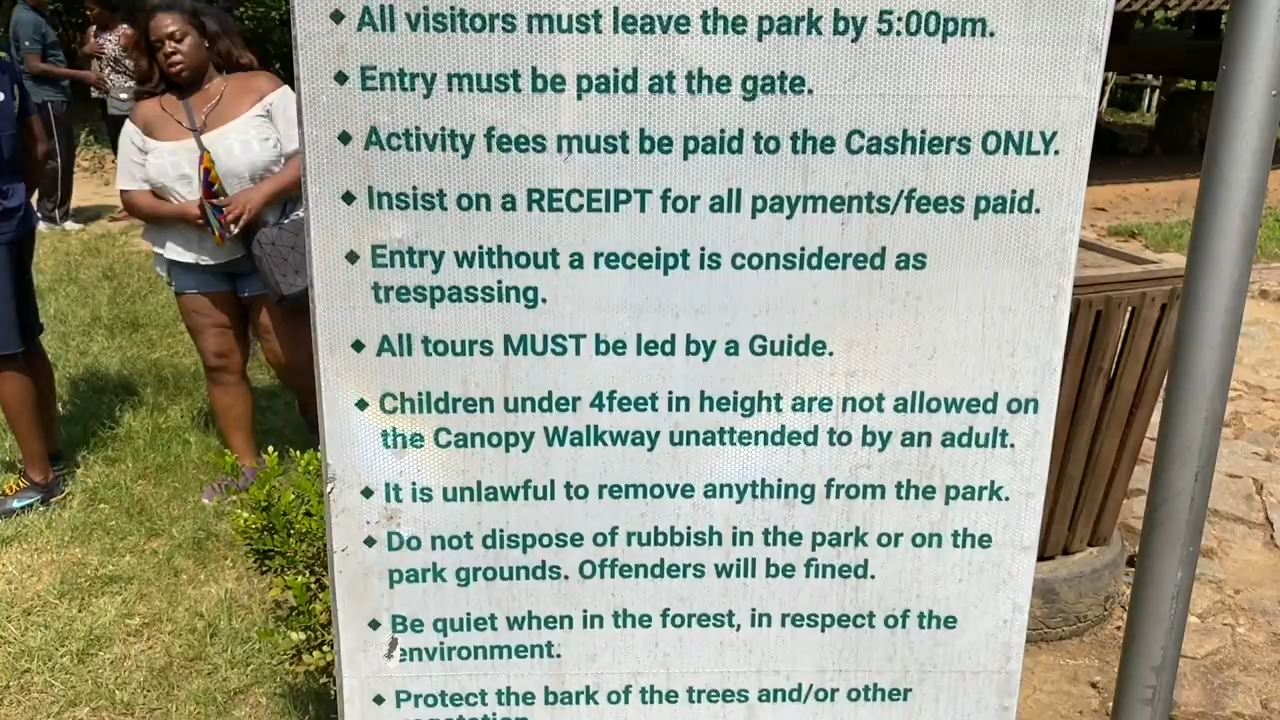 ◆ All visitors must leave the park by 5:00pm.
◆ Entry must be paid at the gate.
◆ Activity fees must be paid to the Cashiers ONLY.
◆ Insist on a RECEIPT for all payments/fees paid.
◆ Entry without a receipt is considered as
trespassing.
◆ All tours MUST be led by a Guide.
◆ Children under 4feet in height are not allowed on
the Canopy Walkway unattended to by an adult.
◆ It is unlawful to remove anything from the park.
◆ Do not dispose of rubbish in the park or on the
park grounds. Offenders will be fined.
◆ Be quiet when in the forest, in respect of the
environment.
◆ Protect the bark of the trees and/or other